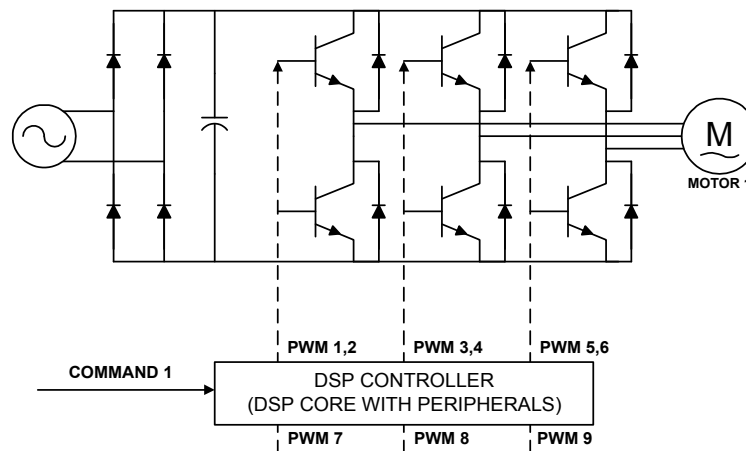 M
MOTOR 1
PWM 1,2
PWM 3,4
PWM 5,6
COMMAND 1
DSP CONTROLLER
(DSP CORE WITH PERIPHERALS)
PWM 7
PWM 8
PWM 9